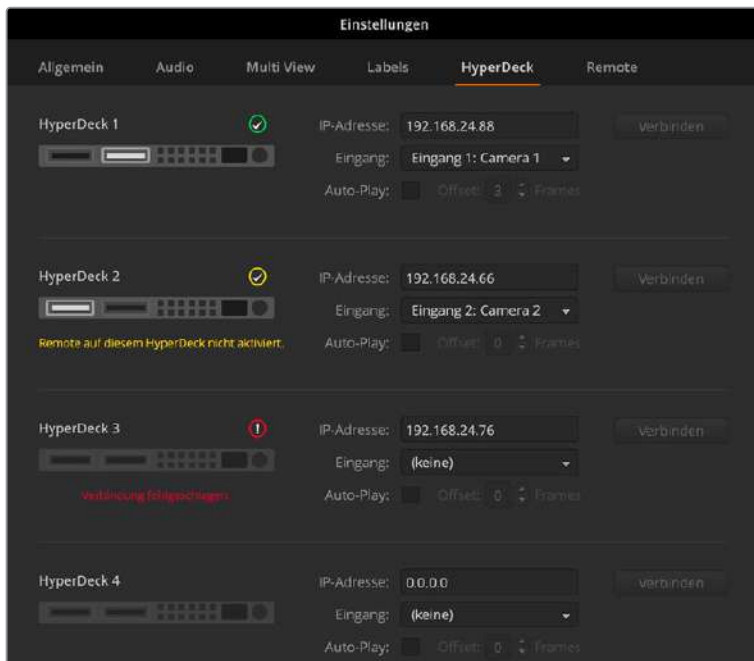 Einstellungen
Allgemein Audio Multi View Labels HyperDeck Remote
HyperDeck 1 IP-Adresse: 192.168.24.88 Verbinden
Eingang: Eingang 1: Camera 1
Auto-Play: Offset: 3 Frames
HyperDeck 2 IP-Adresse: 192.168.24.66 Verbinden
Eingang: Eingang 2: Camera 2
Remote auf diesem HyperDeck nicht aktiviert. Auto-Play: Offset: 0 Frames
HyperDeck 3 IP-Adresse: 192.168.24.76 Verbinden
Eingang: (keine)
Verbindung fehlgeschlagen Auto-Play: Offset: 0 Frames
HyperDeck 4 IP-Adresse: 0.0.0.0 Verbinden
Eingang: (keine)
Auto-Play: Offset: 0 Frames